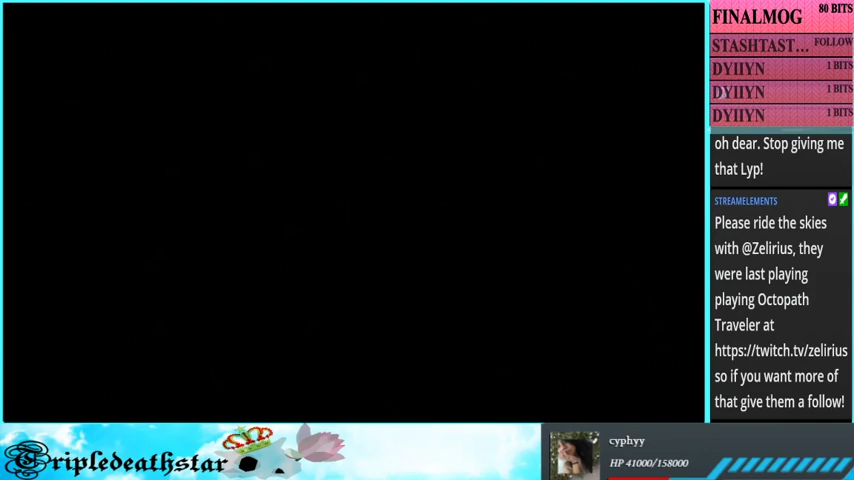 FINALMOG 80 BITS
STASHTAST... FOLLOW
DYIIYN 1 BITS
DYIIYN 1 BITS
DYIIYN 1 BITS
oh dear. Stop giving me
that Lyp!
STREAMELEMENTS
Please ride the skies
with @Zelirius, they
were last playing
playing Octopath
Traveler at
https://twitch.tv/zelirius
so if you want more of
that give them a follow!
Tripledeathstar
cyphyy
HP 41000/158000